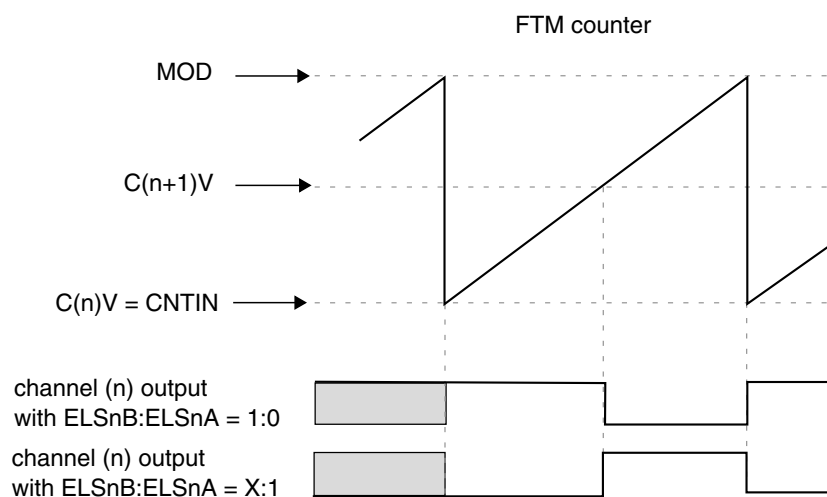 FTM counter
MOD
C(n+1)V
C(n)V = CNTIN
channel (n) output
with ELSnB:ELSnA = 1:0
channel (n) output
with ELSnB:ELSnA = X:1